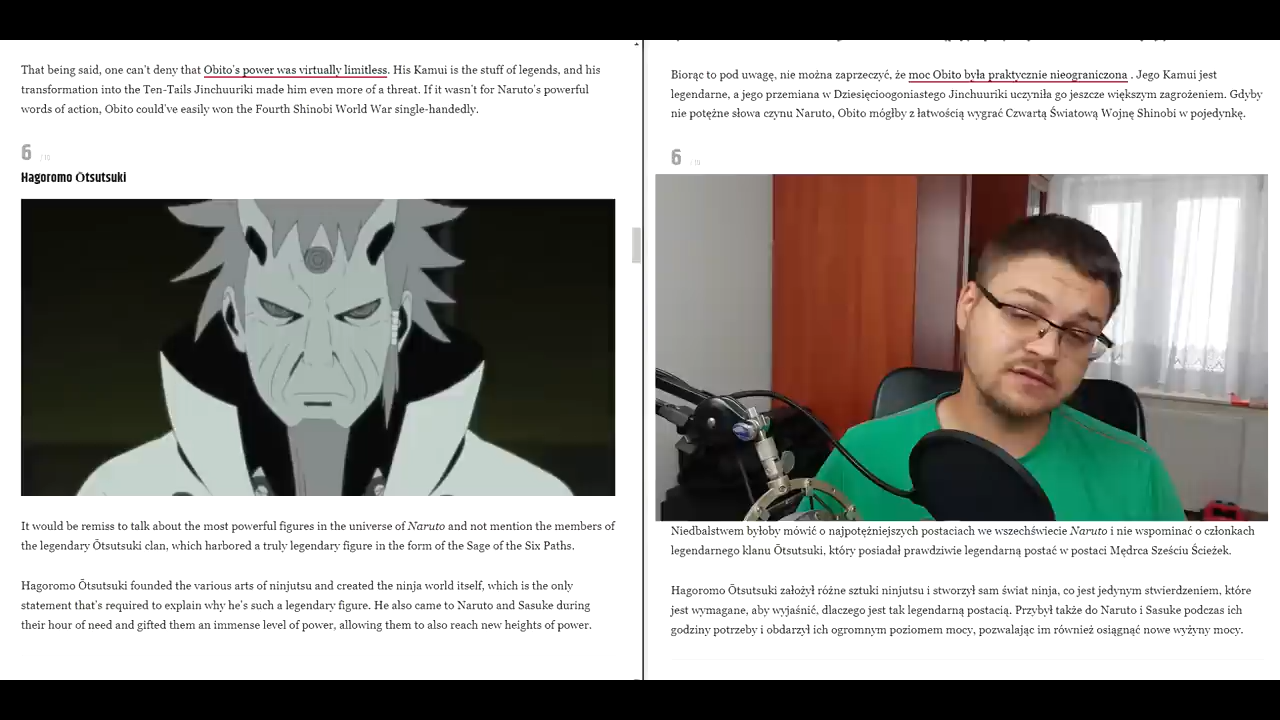 That being said, one can't deny that Obito's power was virtually limitless. His Kamui is the stuff of legends, and his
transformation into the Ten-Tails Jinchuuriki made him even more of a threat. If it wasn't for Naruto's powerful
words of action, Obito could've easily won the Fourth Shinobi World War single-handedly.
6 / 10
Hagoromo Ōtsutsuki
It would be remiss to talk about the most powerful figures in the universe of Naruto and not mention the members of
the legendary Ōtsutsuki clan, which harbored a truly legendary figure in the form of the Sage of the Six Paths.
Hagoromo Ōtsutsuki founded the various arts of ninjutsu and created the ninja world itself, which is the only
statement that's required to explain why he's such a legendary figure. He also came to Naruto and Sasuke during
their hour of need and gifted them an immense level of power, allowing them to also reach new heights of power.
Biorąc to pod uwagę, nie można zaprzeczyć, że moc Obito była praktycznie nieograniczona . Jego Kamui jest
legendarne, a jego przemiana w Dziesięcioogoniastego Jinchuuriki uczyniła go jeszcze większym zagrożeniem. Gdyby
nie potężne słowa czynu Naruto, Obito mógłby z łatwością wygrać Czwartą Światową Wojnę Shinobi w pojedynkę.
6 / 10
Niedbalstwem byłoby mówić o najpotężniejszych postaciach we wszechświecie Naruto i nie wspominać o członkach
legendarnego klanu Ōtsutsuki, który posiadał prawdziwie legendarną postać w postaci Mędrca Sześciu Ścieżek.
Hagoromo Ōtsutsuki założył różne sztuki ninjutsu i stworzył sam świat ninja, co jest jedynym stwierdzeniem, które
jest wymagane, aby wyjaśnić, dlaczego jest tak legendarną postacią. Przybył także do Naruto i Sasuke podczas ich
godziny potrzeby i obdarzył ich ogromnym poziomem mocy, pozwalając im również osiągnąć nowe wyżyny mocy.